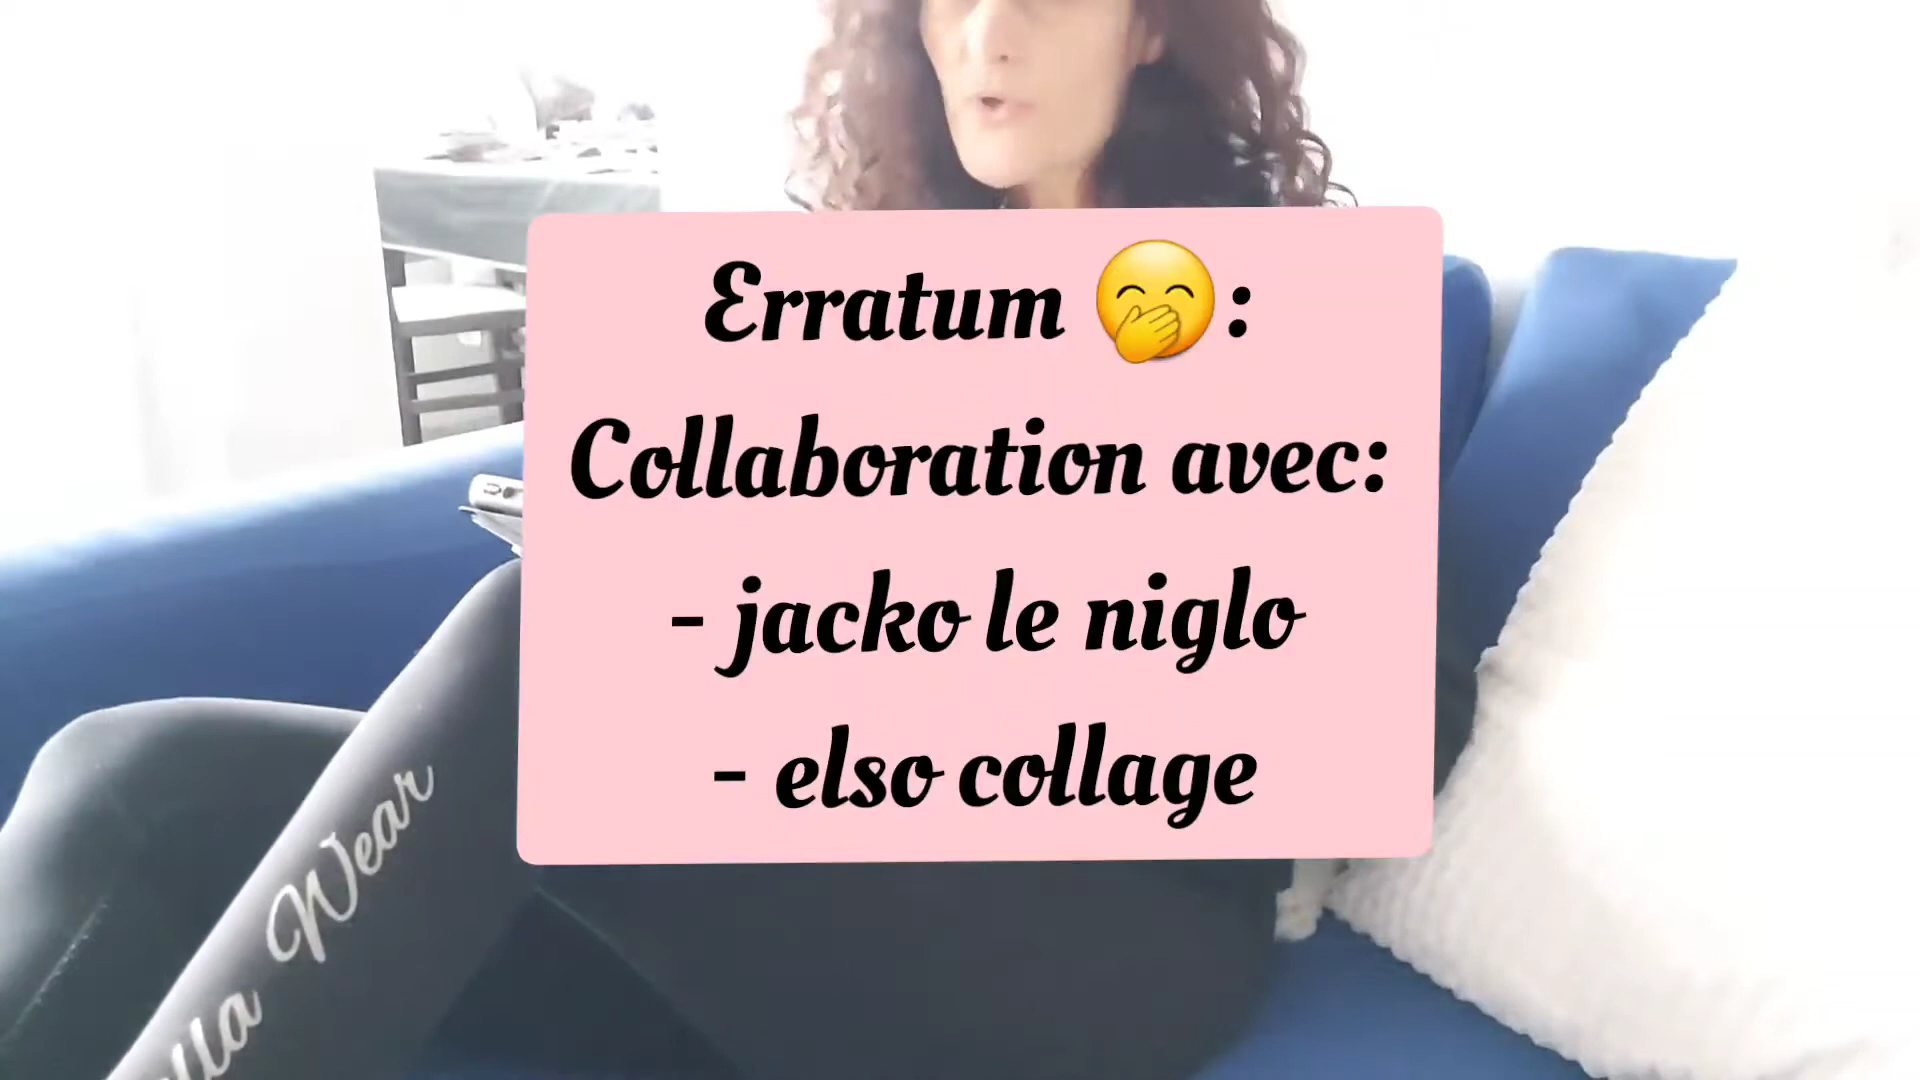 Erratum 🤭:
Collaboration avec:
- jacko le niglo
- elso collage
Wear